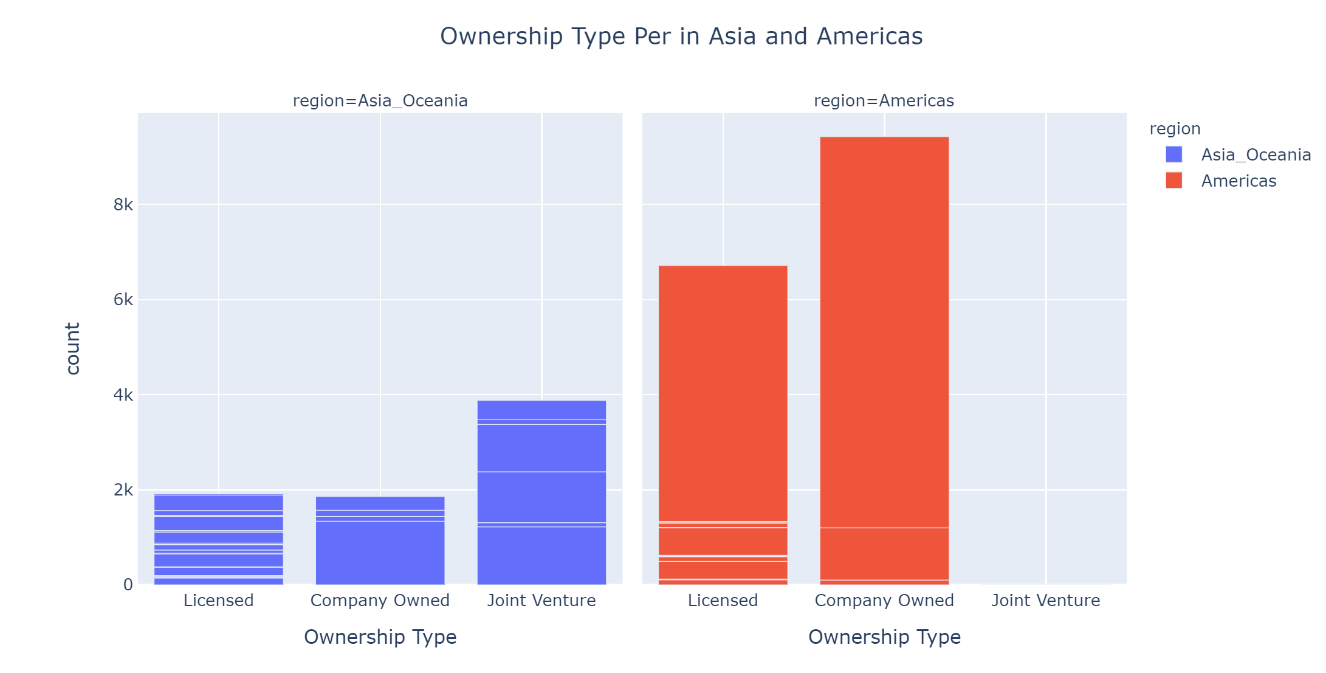 Ownership Type Per in Asia and Americas
region=Asia_Oceania
region=Americas
region
Asia_Oceania
Americas
8k
6k
4k
2k
0
count
Licensed
Company Owned
Joint Venture
Licensed
Company Owned
Joint Venture
Ownership Type
Ownership Type